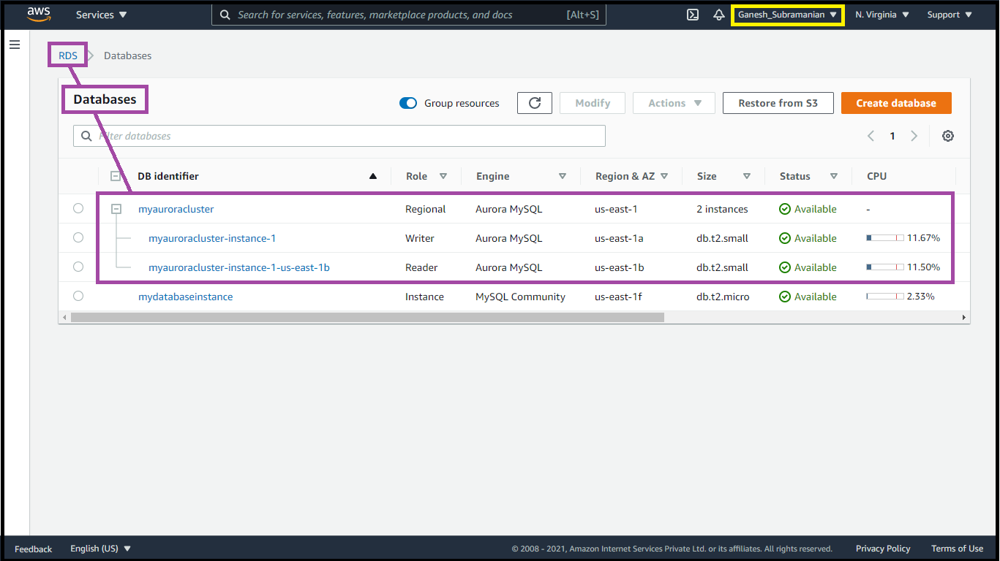 aws Services Search for services, features, marketplace products, and docs [Alt+S] Ganesh_Subramanian N. Virginia Support
RDS Databases
Databases Group resources Modify Actions Restore from S3 Create database
Filter databases 1
DB identifier Role Engine Region & AZ Size Status CPU
myauroracluster Regional Aurora MySQL us-east-1 2 instances Available -
myauroracluster-instance-1 Writer Aurora MySQL us-east-1a db.t2.small Available 11.67%
myauroracluster-instance-1-us-east-1b Reader Aurora MySQL us-east-1b db.t2.small Available 11.50%
mydatabaseinstance Instance MySQL Community us-east-1f db.t2.micro Available 2.33%
Feedback English (US) © 2008 - 2021, Amazon Internet Services Private Ltd. or its affiliates. All rights reserved. Privacy Policy Terms of Use